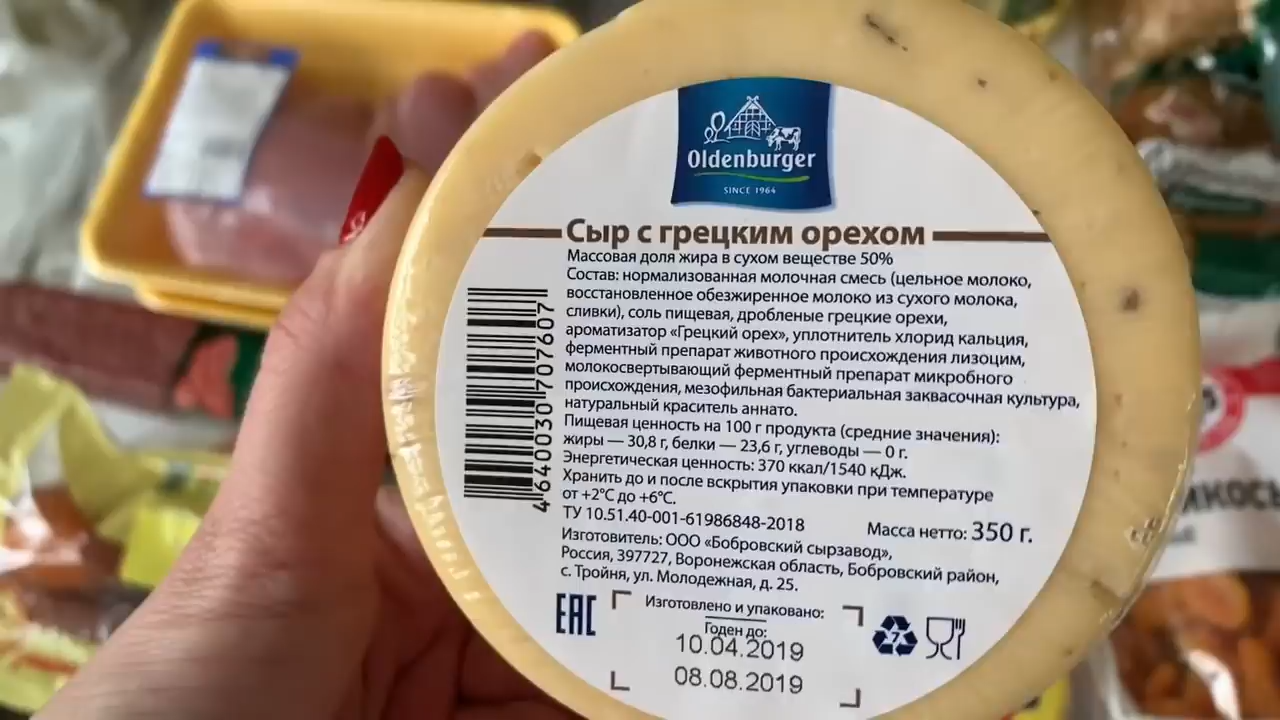 Oldenburger
SINCE 1964
Сыр с грецким орехом
Массовая доля жира в сухом веществе 50%
Состав: нормализованная молочная смесь (цельное молоко,
восстановленное обезжиренное молоко из сухого молока,
сливки), соль пищевая, дробленые грецкие орехи,
ароматизатор «Грецкий орех», уплотнитель хлорид кальция,
ферментный препарат животного происхождения лизоцим,
молокосвертывающий ферментный препарат микробного
происхождения, мезофильная бактериальная заквасочная культура,
натуральный краситель аннато.
Пищевая ценность на 100 г продукта (средние значения):
жиры — 30,8 г, белки — 23,6 г, углеводы — 0 г.
Энергетическая ценность: 370 ккал/1540 кДж.
Хранить до и после вскрытия упаковки при температуре
от +2°C до +6°C.
ТУ 10.51.40-001-61986848-2018
Масса нетто: 350 г.
Изготовитель: ООО «Бобровский сырзавод»,
Россия, 397727, Воронежская область, Бобровский район,
с. Тройня, ул. Молодежная, д. 25.
4640030707607
EAC
Изготовлено и упаковано:
Годен до:
10.04.2019
08.08.2019
7